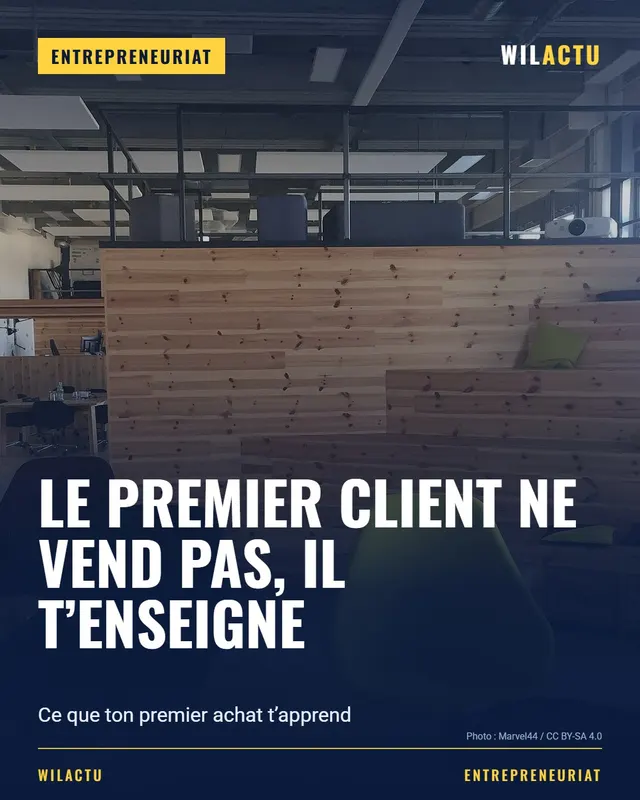 ENTREPRENEURIAT
WILACTU
LE PREMIER CLIENT NE
VEND PAS, IL
T’ENSEIGNE
Ce que ton premier achat t’apprend
Photo : Marvel44 / CC BY-SA 4.0
WILACTU
ENTREPRENEURIAT